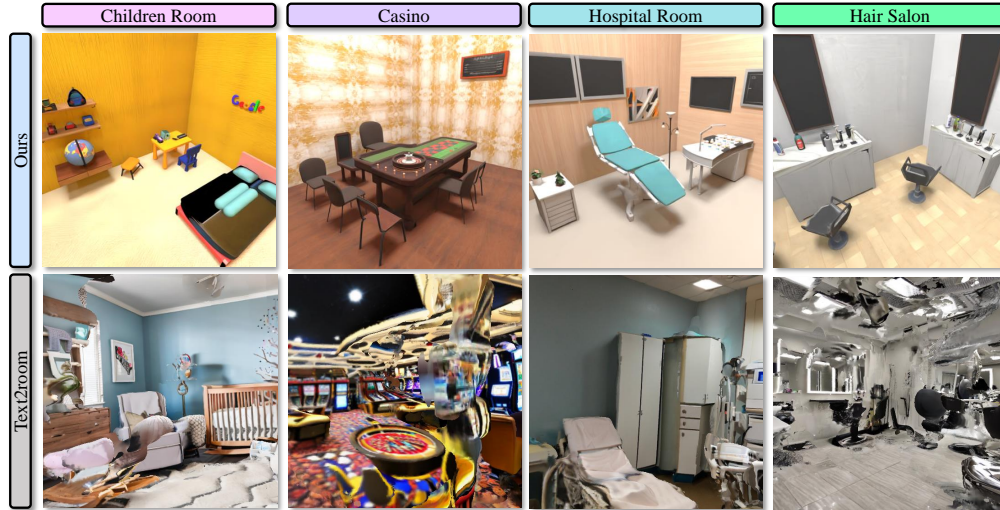 Children Room
Casino
Hospital Room
Hair Salon
Ours
Google
Text2room